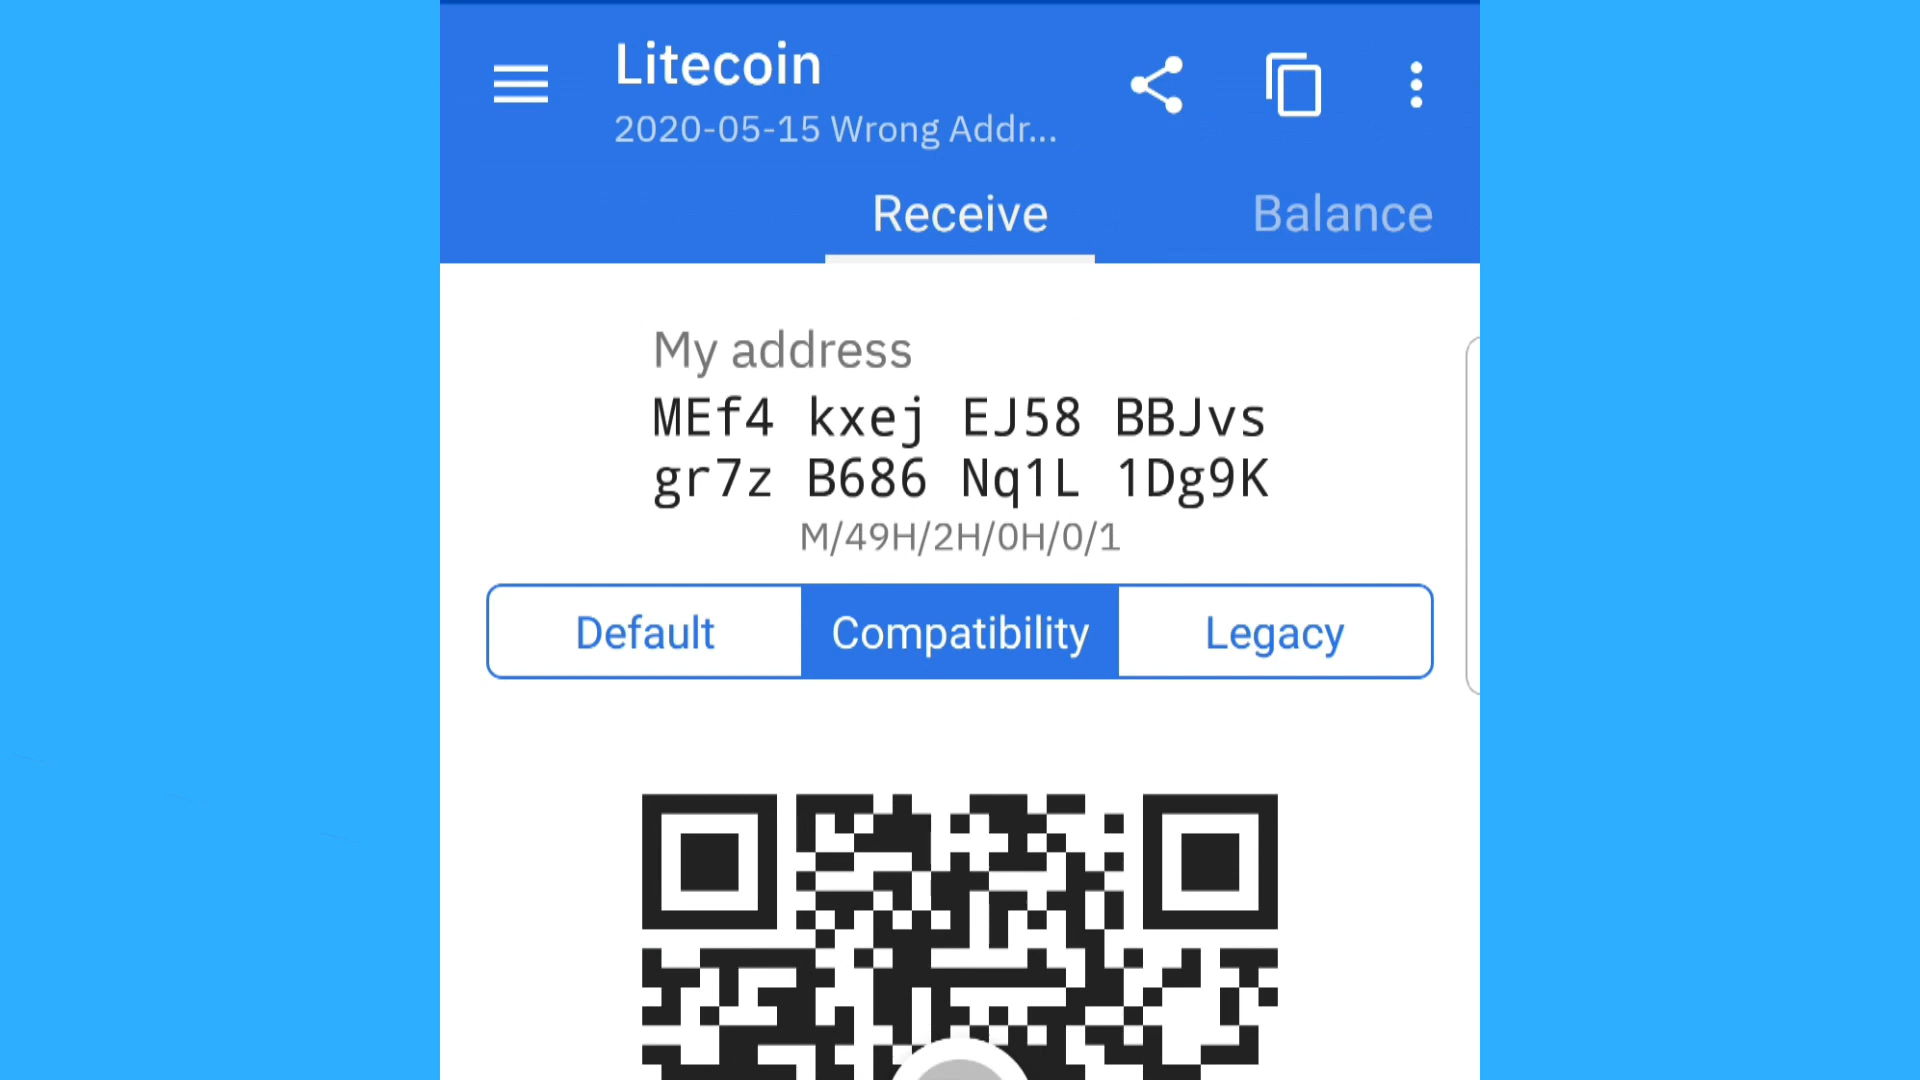 Litecoin
2020-05-15 Wrong Addr...
Receive
Balance
My address
MEf4 kxej EJ58 BBJvs
gr7z B686 Nq1L 1Dg9K
M/49H/2H/0H/0/1
Default
Compatibility
Legacy